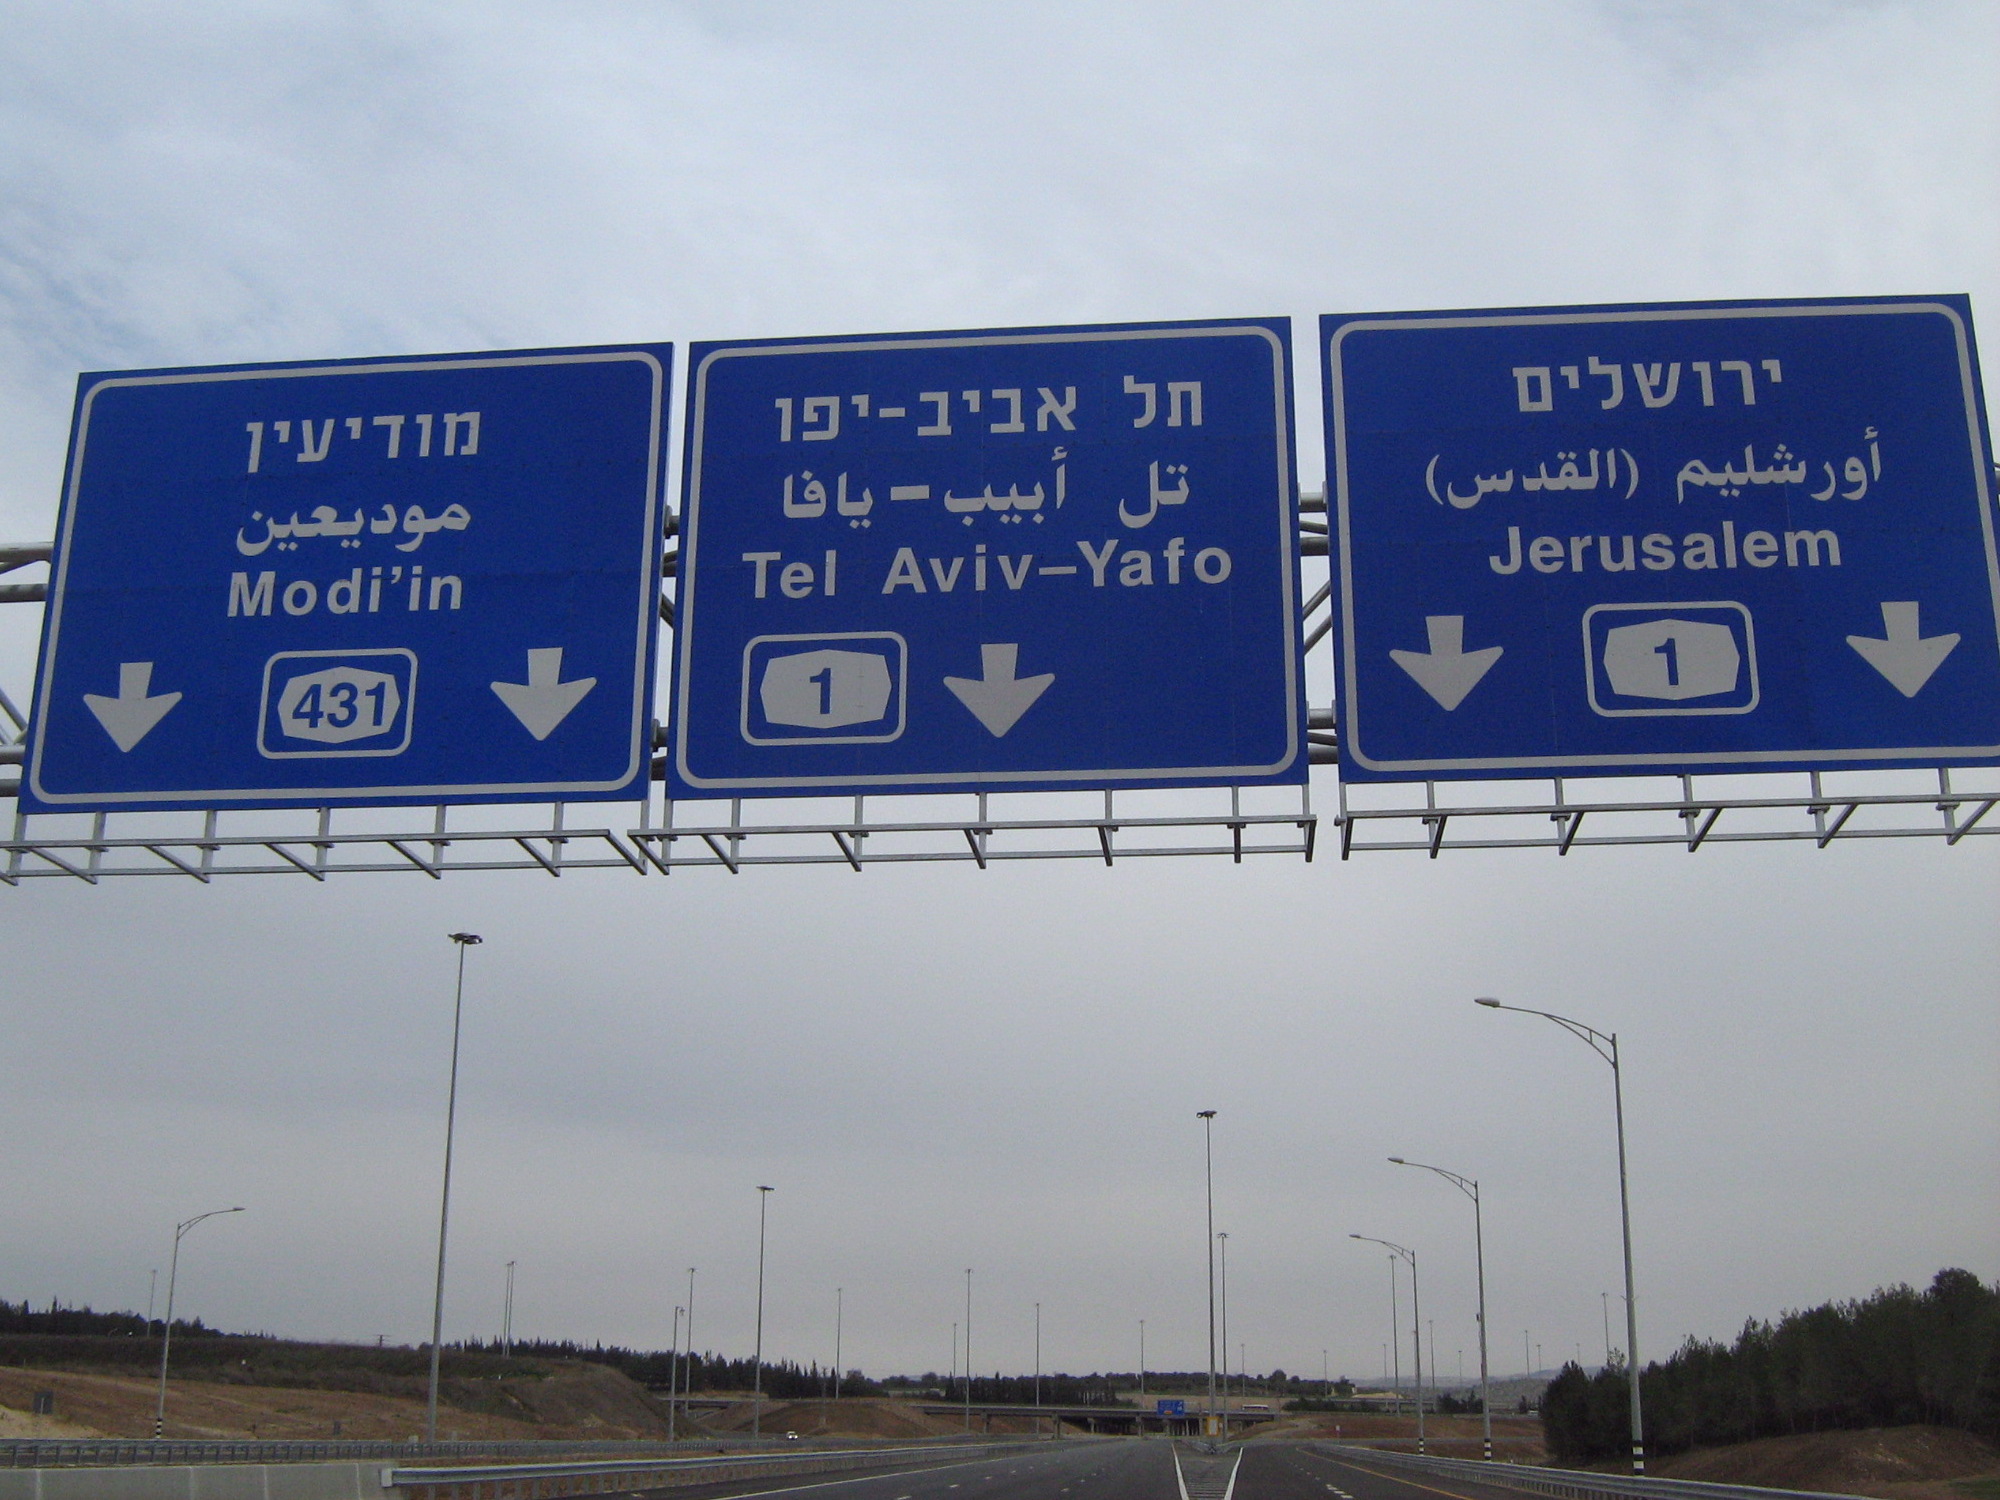 מודיעין
موديعين
Modi'in
431
תל אביב-יפו
تل أبيب-يافا
Tel Aviv-Yafo
1
ירושלים
أورشليم (القدس)
Jerusalem
1